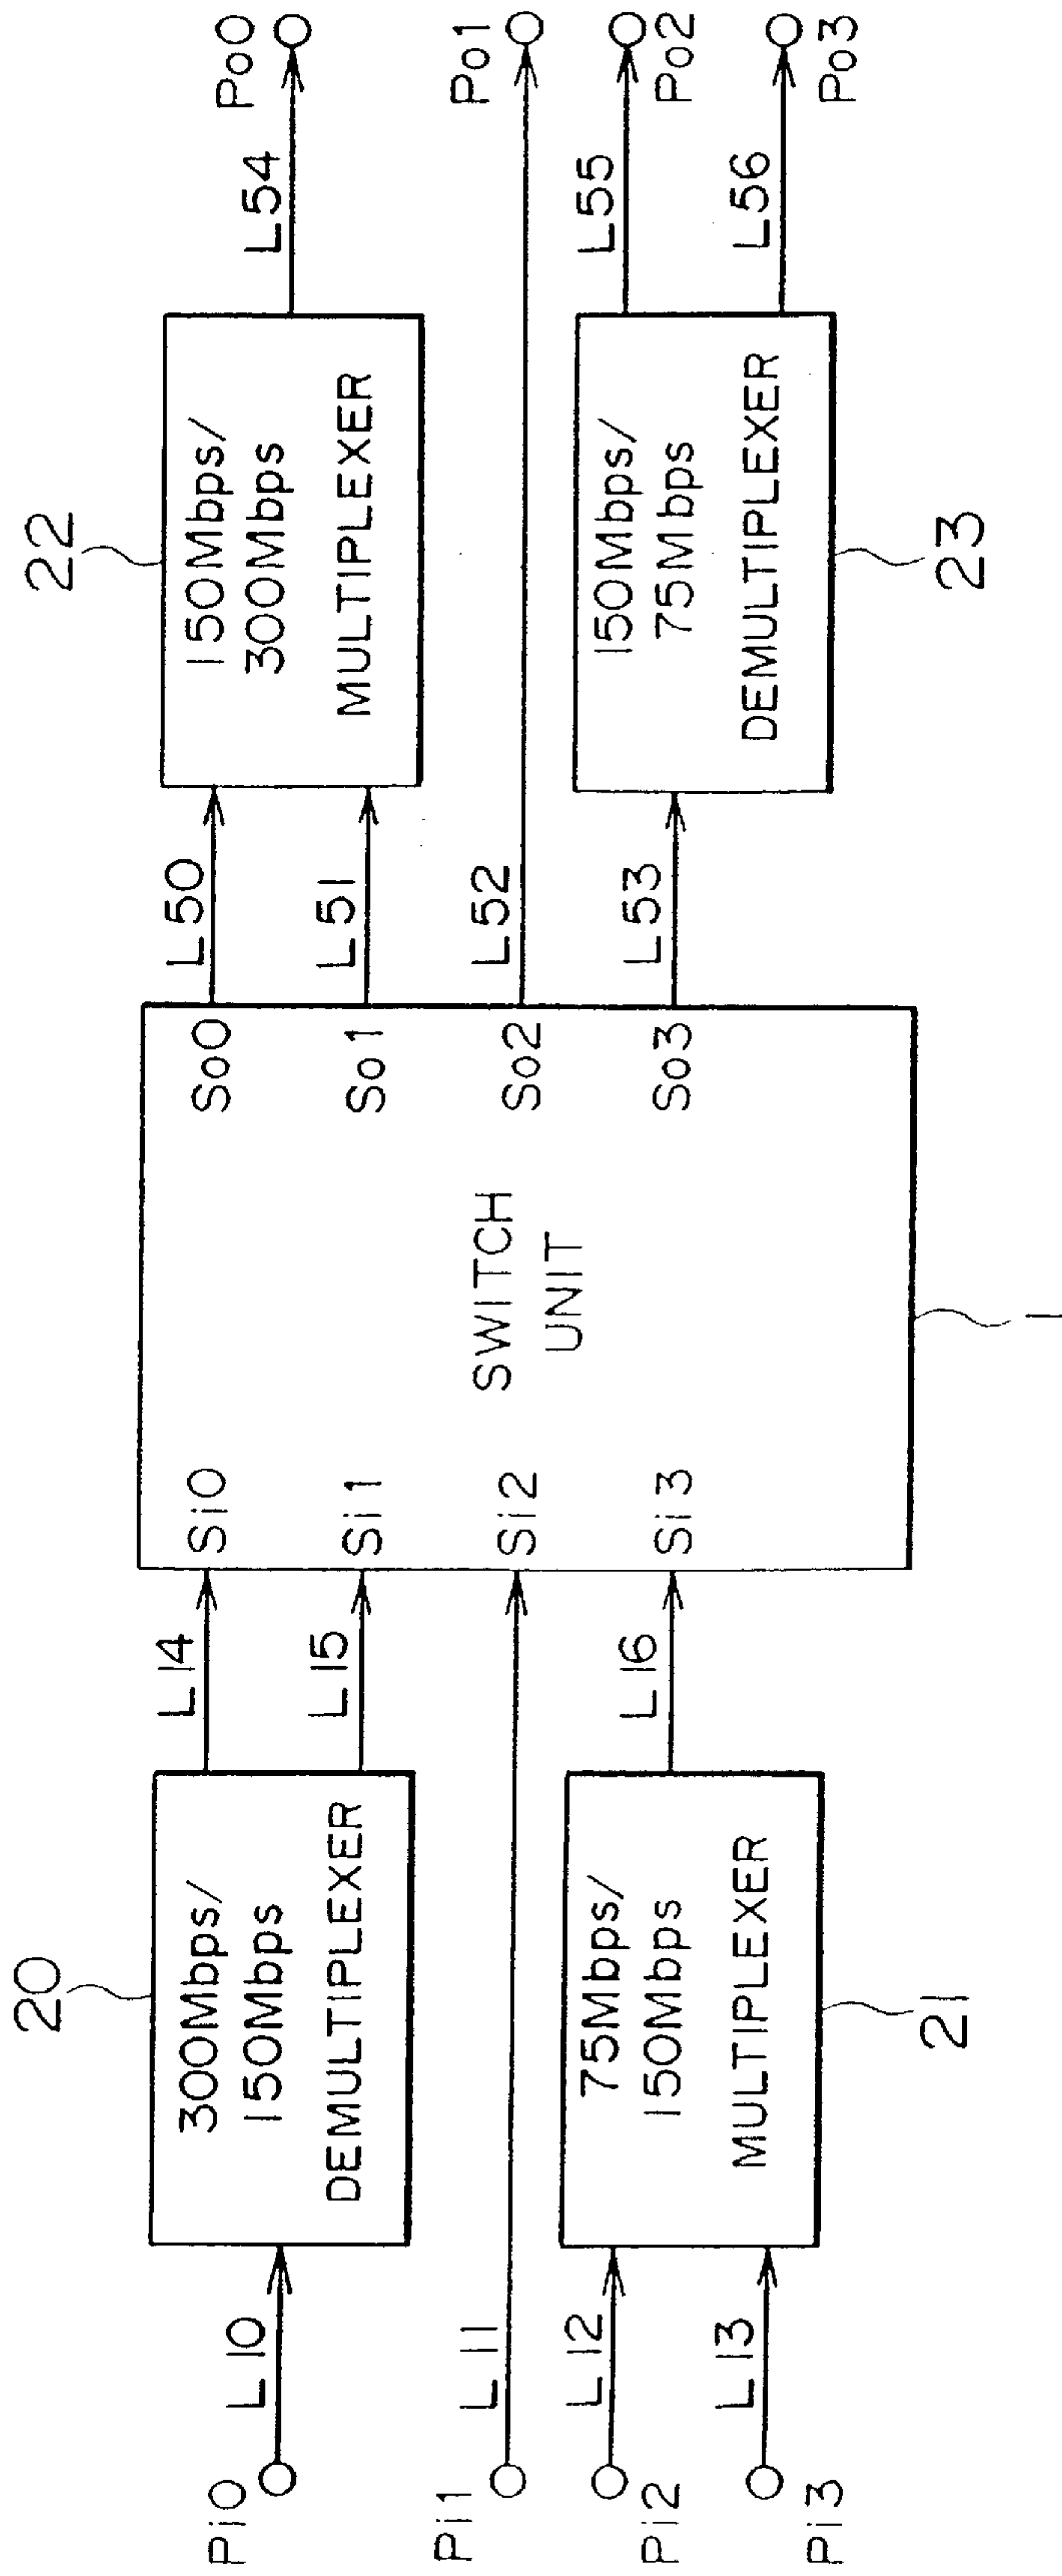 20
22
300Mbps/
150Mbps
DEMULTIPLEXER
150Mbps/
300Mbps
MULTIPLEXER
Pi0
L10
L14
L15
Si0
Si1
Si2
Si3
SWITCH
UNIT
So0
So1
So2
So3
L50
L51
L54
Po0
Pi1
L11
L52
Po1
Pi2
L12
Pi3
L13
75Mbps/
150Mbps
MULTIPLEXER
L16
L53
150Mbps/
75Mbps
DEMULTIPLEXER
L55
Po2
L56
Po3
21
1
23